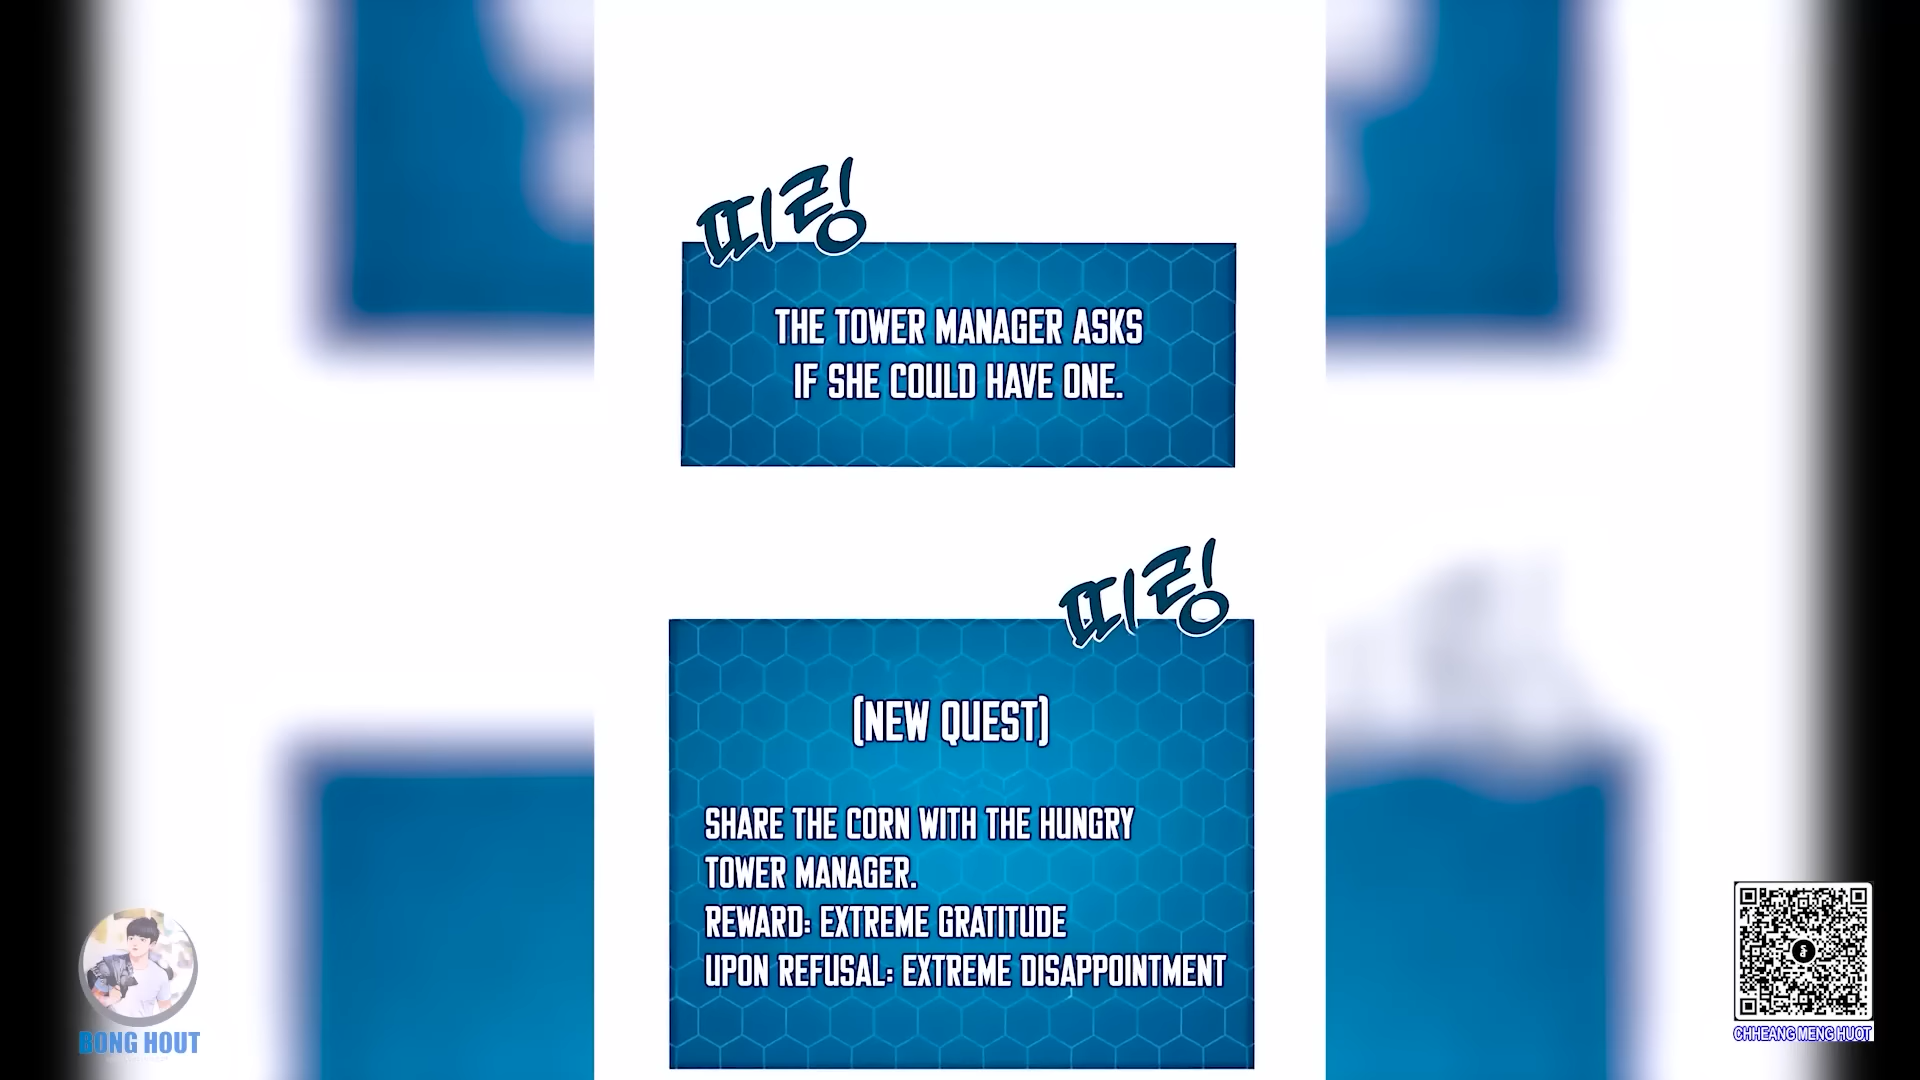 띠링
THE TOWER MANAGER ASKS
IF SHE COULD HAVE ONE.
띠링
(NEW QUEST)
SHARE THE CORN WITH THE HUNGRY
TOWER MANAGER.
REWARD: EXTREME GRATITUDE
UPON REFUSAL: EXTREME DISAPPOINTMENT
BONG HOUT
CHHEANG MENG HUOT